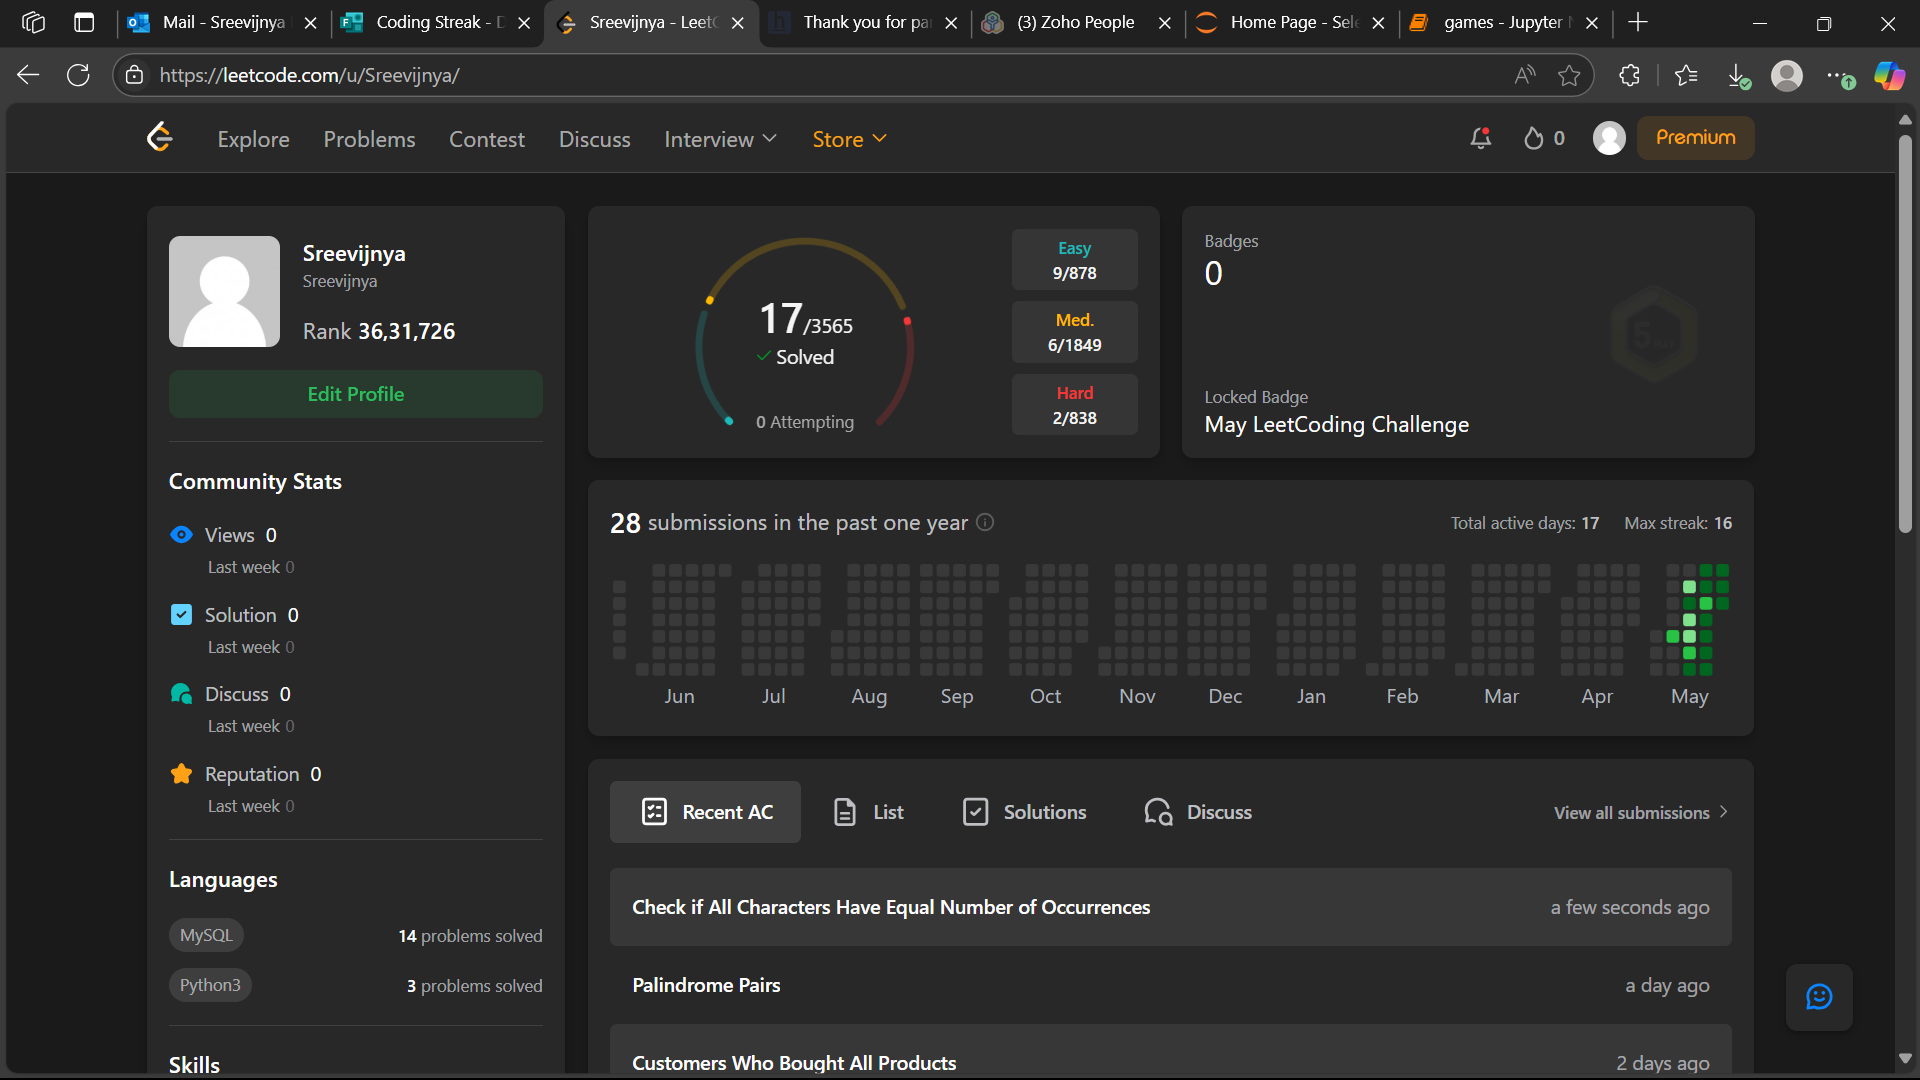 Mail - Sreevijnya
Coding Streak - D
Sreevijnya - LeetC
Thank you for pa
(3) Zoho People
Home Page - Sele
games - Jupyter N
https://leetcode.com/u/Sreevijnya/
Explore
Problems
Contest
Discuss
Interview
Store
0
Premium
Sreevijnya
Sreevijnya
Rank 36,31,726
Edit Profile
Community Stats
Views 0
Last week 0
Solution 0
Last week 0
Discuss 0
Last week 0
Reputation 0
Last week 0
Languages
MySQL
14 problems solved
Python3
3 problems solved
Skills
17/3565
Solved
0 Attempting
Easy
9/878
Med.
6/1849
Hard
2/838
Badges
0
Locked Badge
May LeetCoding Challenge
5 MAY
28 submissions in the past one year
Total active days: 17
Max streak: 16
Jun
Jul
Aug
Sep
Oct
Nov
Dec
Jan
Feb
Mar
Apr
May
Recent AC
List
Solutions
Discuss
View all submissions
Check if All Characters Have Equal Number of Occurrences
a few seconds ago
Palindrome Pairs
a day ago
Customers Who Bought All Products
2 days ago